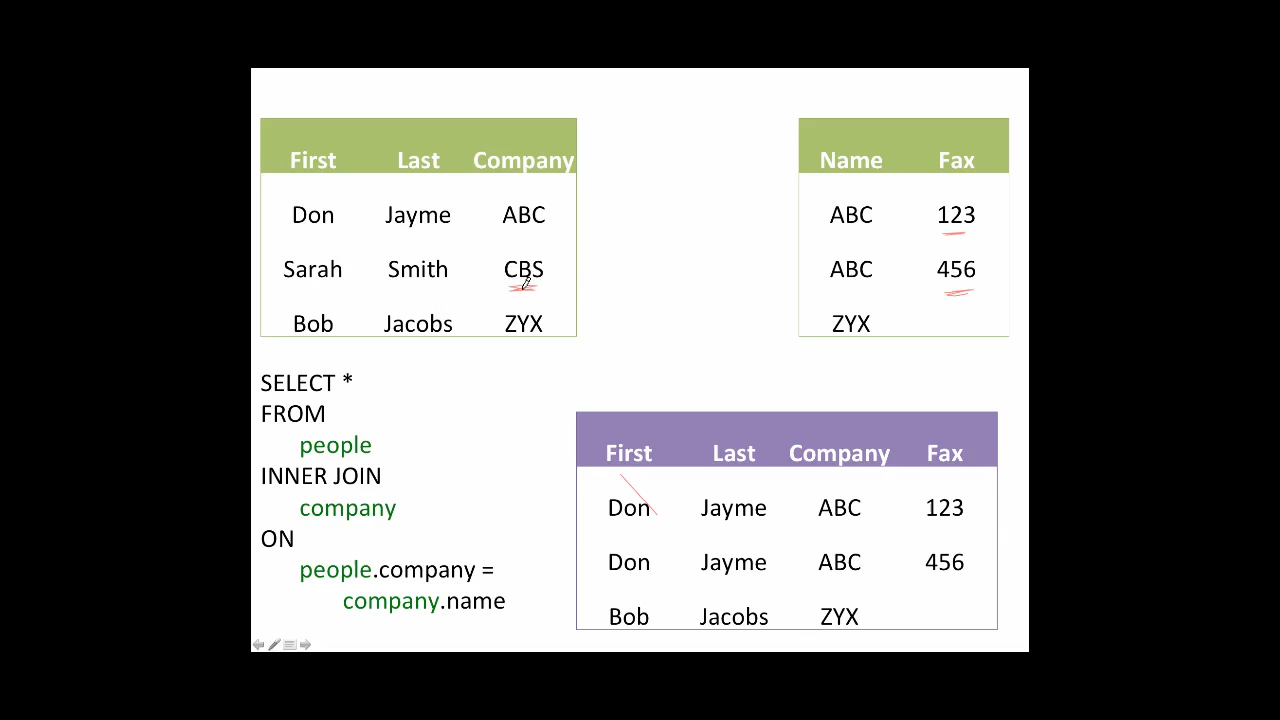 First Last Company
Don Jayme ABC
Sarah Smith CBS
Bob Jacobs ZYX
Name Fax
ABC 123
ABC 456
ZYX
SELECT *
FROM
people
INNER JOIN
company
ON
people.company =
company.name
First Last Company Fax
Don Jayme ABC 123
Don Jayme ABC 456
Bob Jacobs ZYX